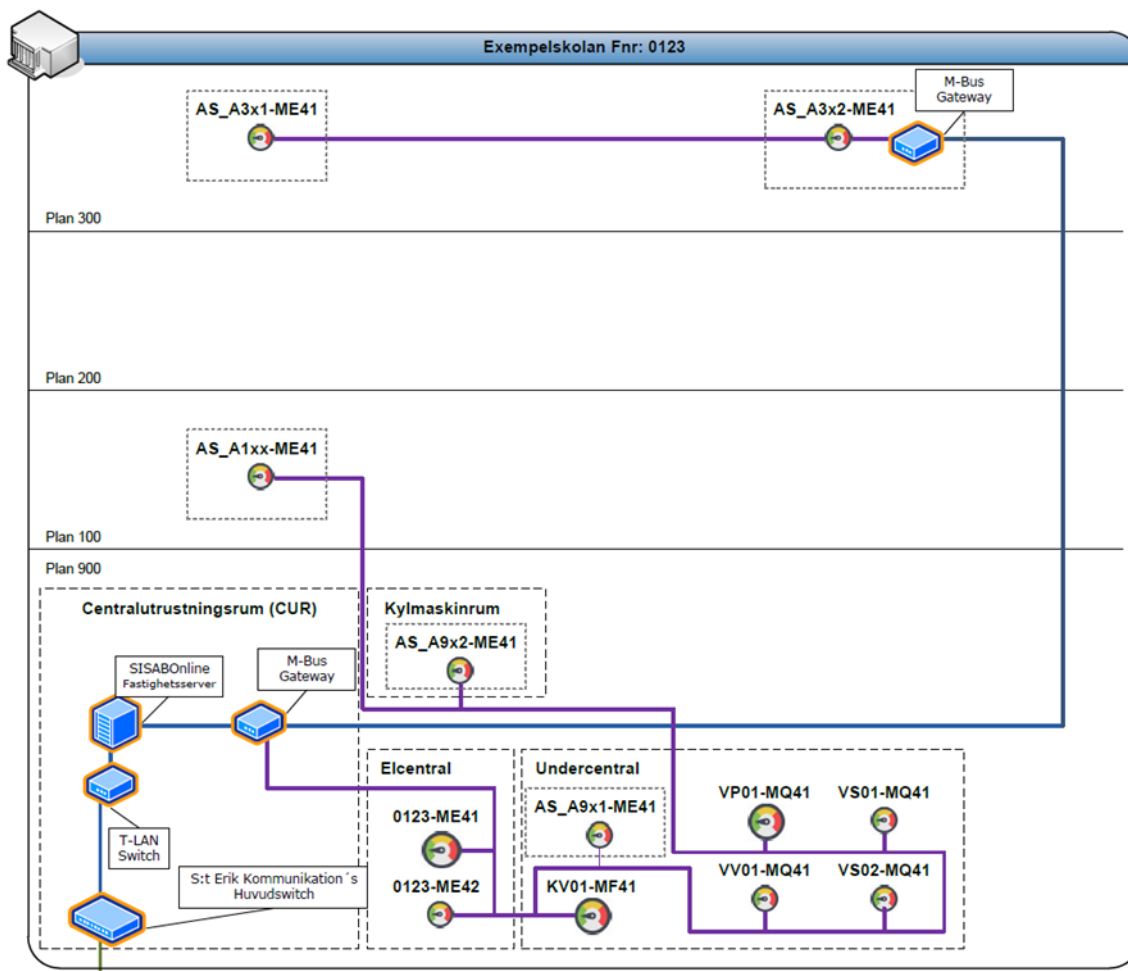 Exempelskolan Fnr: 0123
M-Bus
Gateway
AS_A3x1-ME41
AS_A3x2-ME41
Plan 300
Plan 200
AS_A1xx-ME41
Plan 100
Plan 900
Centralutrustningsrum (CUR)
Kylmaskinrum
AS_A9x2-ME41
SISABOnline
Fastighetsserver
M-Bus
Gateway
Elcentral
Undercentral
AS_A9x1-ME41
VP01-MQ41
VS01-MQ41
0123-ME41
T-LAN
Switch
VV01-MQ41
VS02-MQ41
0123-ME42
KV01-MF41
S:t Erik Kommunikation´s
Huvudswitch